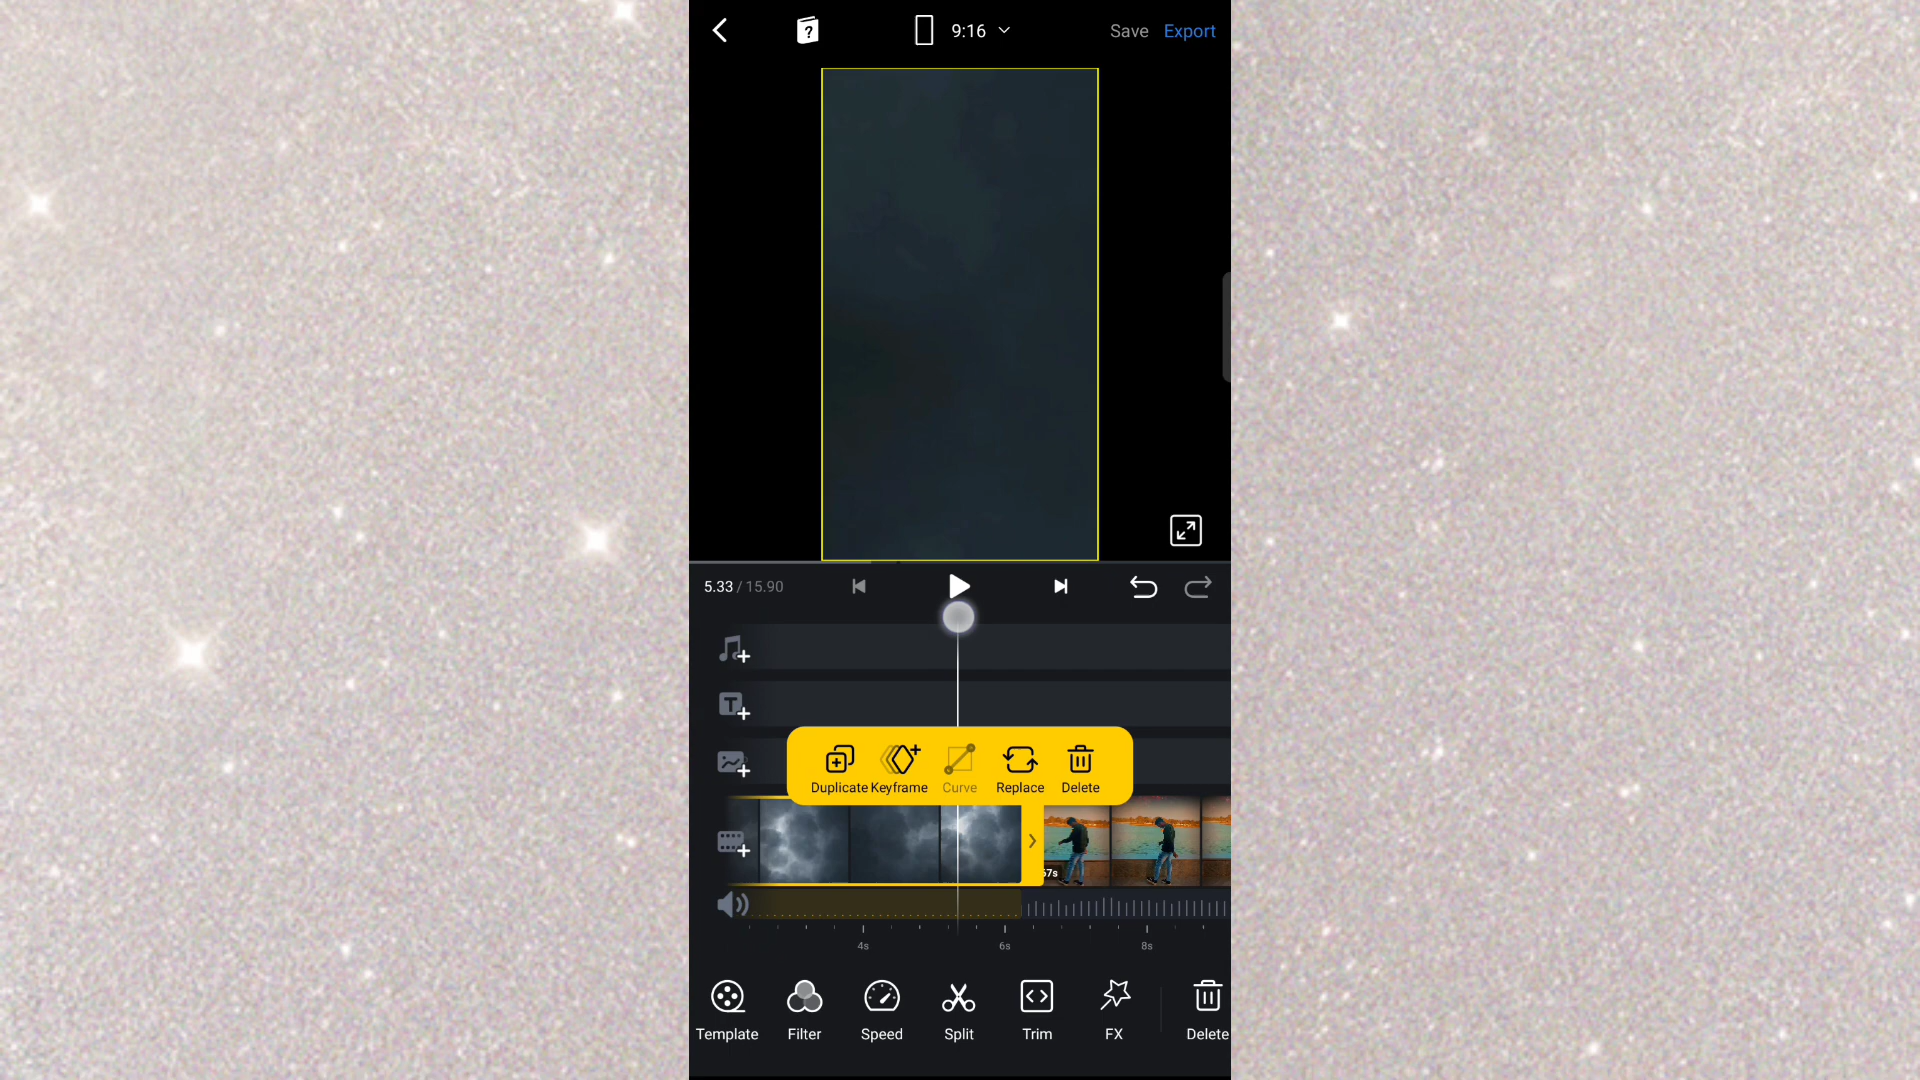 9:16
Save Export
5.33 / 15.90
Duplicate Keyframe Curve Replace Delete
57s
4s 6s 8s
Template Filter Speed Split Trim FX Delete